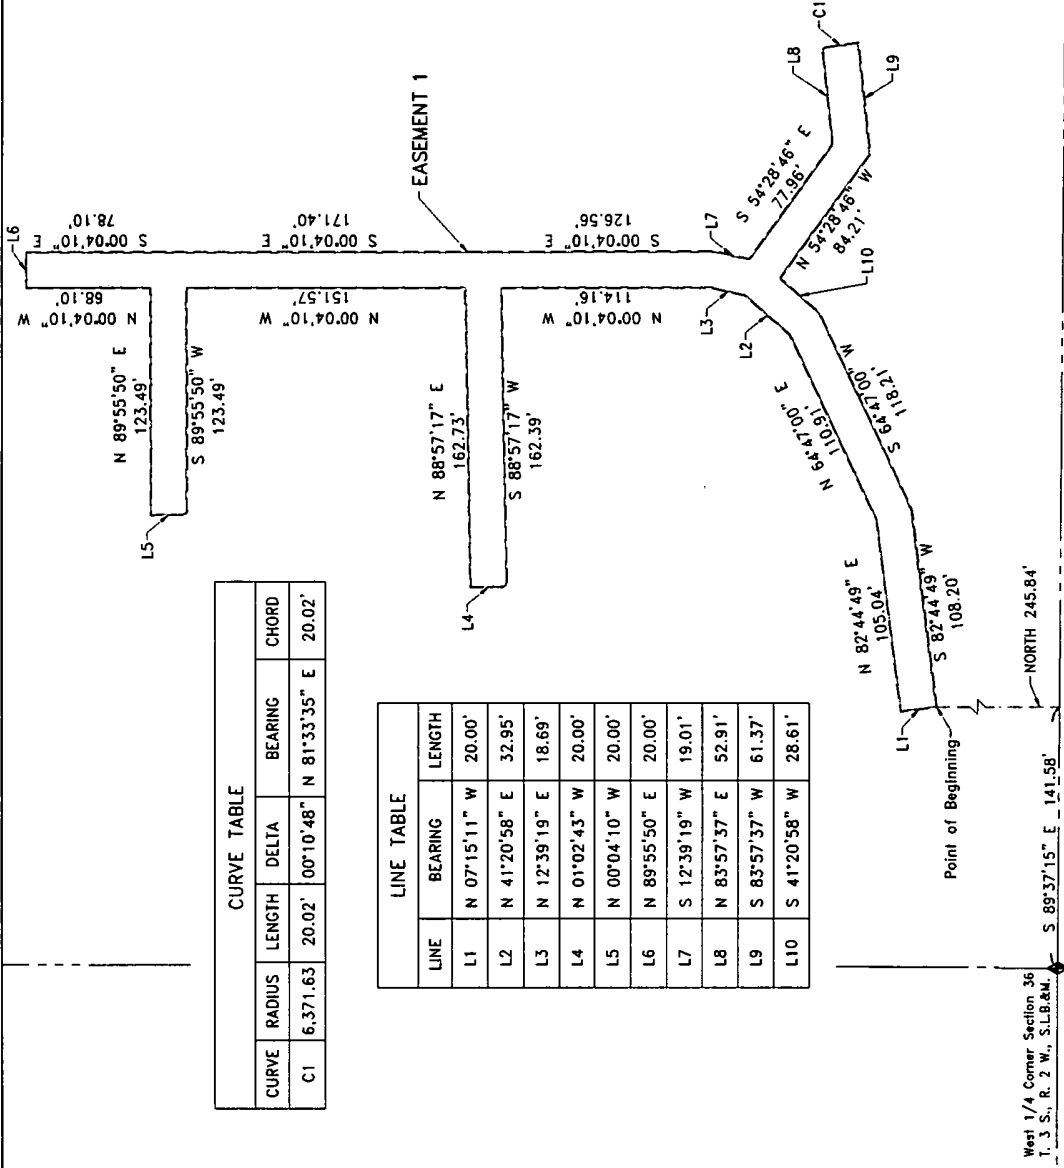 L6
N 00°04'10" W
68.10'
S 00°04'10" E
78.10'
N 89°55'50" E
123.49'
S 89°55'50" W
123.49'
L5
N 00°04'10" W
151.57'
S 00°04'10" E
171.40'
EASEMENT 1
N 88°57'17" E
162.73'
S 88°57'17" W
162.39'
L4
N 00°04'10" W
114.16'
S 00°04'10" E
126.56'
L7
L3
L2
S 54°28'46" E
77.96'
N 54°28'46" W
84.21'
L8
C1
L9
L10
N 64°47'00" E
110.91'
S 64°47'00" W
118.21'
N 82°44'49" E
105.04'
S 82°44'49" W
108.20'
L1
Point of Beginning
NORTH 245.84'
S 89°37'15" E 141.58'
West 1/4 Corner Section 36
T. 3 S., R. 2 W., S.L.B.&M.
CURVE TABLE
CURVE RADIUS LENGTH DELTA BEARING CHORD
C1 6,371.63 20.02' 00°10'48" N 81°33'35" E 20.02'
LINE TABLE
LINE BEARING LENGTH
L1 N 07°15'11" W 20.00'
L2 N 41°20'58" E 32.95'
L3 N 12°39'19" E 18.69'
L4 N 01°02'43" W 20.00'
L5 N 00°04'10" W 20.00'
L6 N 89°55'50" E 20.00'
L7 S 12°39'19" W 19.01'
L8 N 83°57'37" E 52.91'
L9 S 83°57'37" W 61.37'
L10 S 41°20'58" W 28.61'